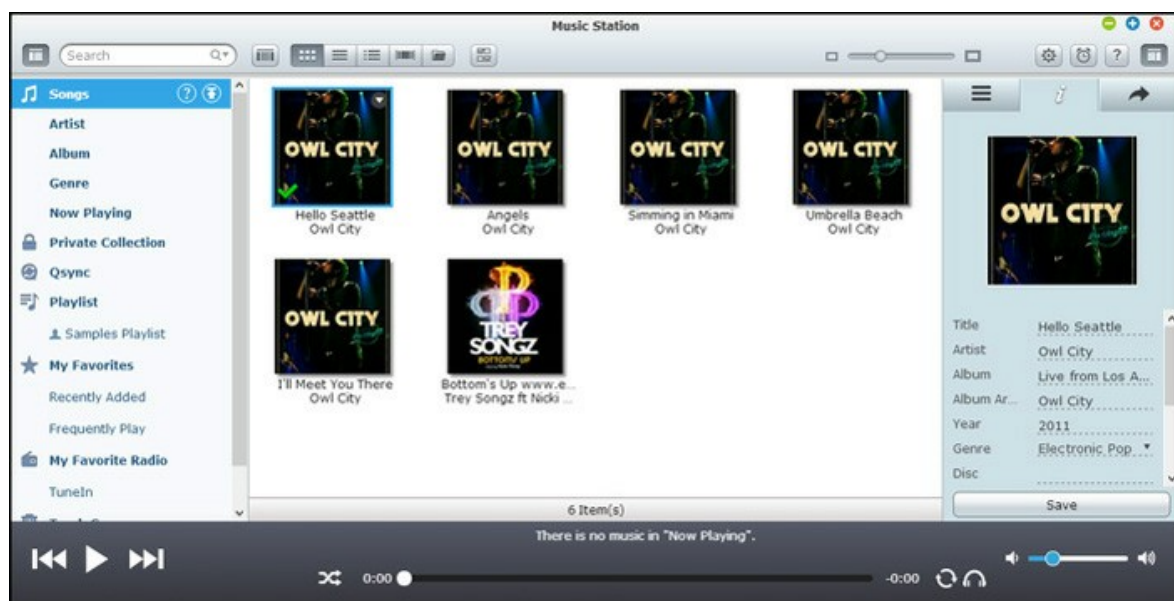 Music Station
Search
Songs
Artist
Album
Genre
Now Playing
Private Collection
Qsync
Playlist
Samples Playlist
My Favorites
Recently Added
Frequently Play
My Favorite Radio
TuneIn
OWL CITY
Hello Seattle
Owl City
OWL CITY
Angels
Owl City
OWL CITY
Simming in Miami
Owl City
OWL CITY
Umbrella Beach
Owl City
OWL CITY
I'll Meet You There
Owl City
TREY
SONGZ
BOTTOMS UP
Bottom's Up www.e...
Trey Songz ft Nicki ...
6 Item(s)
OWL CITY
Title Hello Seattle
Artist Owl City
Album Live from Los A...
Album Ar... Owl City
Year 2011
Genre Electronic Pop
Disc
Save
There is no music in "Now Playing".
0:00
-0:00